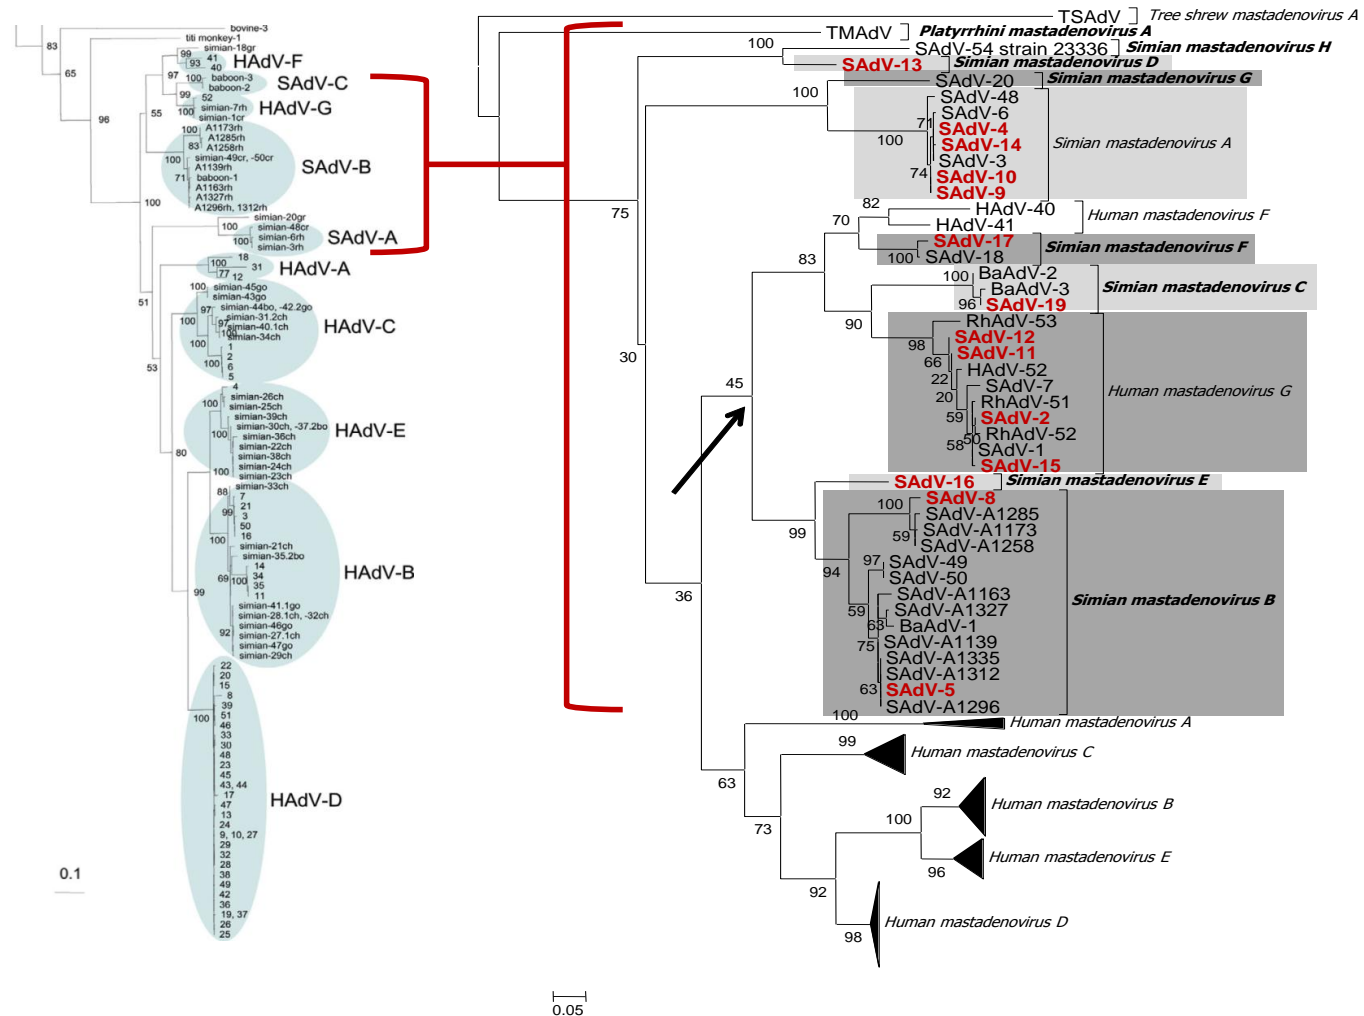 bovine-3
83
titi monkey-1
65
simian-18gr
99
41
93
40
HAdV-F
97
100
baboon-3
baboon-2
SAdV-C
96
99
52
55
100
simian-7rh
simian-1cr
HAdV-G
100
A1173rh
A1285rh
83
A1258rh
100
simian-49cr, -50cr
A1139rh
71
baboon-1
A1163rh
A1327rh
A1296rh, 1312rh
SAdV-B
100
simian-20gr
100
simian-48cr
simian-6rh
simian-3rh
SAdV-A
18
100
31
77
12
HAdV-A
51
100
simian-45go
simian-43go
simian-44bo, -42.2go
97
simian-31.2ch
97
simian-40.1ch
100
100
simian-34ch
1
2
100
6
5
HAdV-C
53
4
simian-26ch
100
simian-25ch
simian-39ch
simian-30ch, -37.2bo
100
simian-36ch
simian-22ch
simian-38ch
simian-24ch
100
simian-23ch
HAdV-E
80
simian-33ch
88
7
21
99
3
50
100
16
simian-21ch
simian-35.2bo
14
69
100
34
35
11
simian-41.1go
simian-28.1ch, -32ch
simian-46go
92
simian-27.1ch
simian-47go
simian-29ch
HAdV-B
99
22
20
15
8
39
100
51
46
33
30
48
23
45
43, 44
17
47
13
24
9, 10, 27
29
32
28
38
49
42
36
19, 37
26
25
HAdV-D
0.1
TSAdV
Tree shrew mastadenovirus A
TMAdV
Platyrrhini mastadenovirus A
100
SAdV-54 strain 23336
Simian mastadenovirus H
SAdV-13
Simian mastadenovirus D
SAdV-20
Simian mastadenovirus G
100
SAdV-48
SAdV-6
71
SAdV-4
100
SAdV-14
Simian mastadenovirus A
SAdV-3
74
SAdV-10
SAdV-9
75
82
HAdV-40
70
HAdV-41
Human mastadenovirus F
SAdV-17
100
SAdV-18
Simian mastadenovirus F
83
100
BaAdV-2
BaAdV-3
96
SAdV-19
Simian mastadenovirus C
90
RhAdV-53
98
SAdV-12
66
SAdV-11
22
HAdV-52
20
SAdV-7
RhAdV-51
59
SAdV-2
50
RhAdV-52
58
SAdV-1
SAdV-15
Human mastadenovirus G
30
45
SAdV-16
Simian mastadenovirus E
99
SAdV-8
100
SAdV-A1285
SAdV-A1173
59
SAdV-A1258
94
97
SAdV-49
SAdV-50
SAdV-A1163
59
SAdV-A1327
63
BaAdV-1
75
SAdV-A1139
SAdV-A1335
SAdV-A1312
63
SAdV-5
SAdV-A1296
Simian mastadenovirus B
36
100
Human mastadenovirus A
99
Human mastadenovirus C
63
92
Human mastadenovirus B
100
73
96
Human mastadenovirus E
92
98
Human mastadenovirus D
0.05